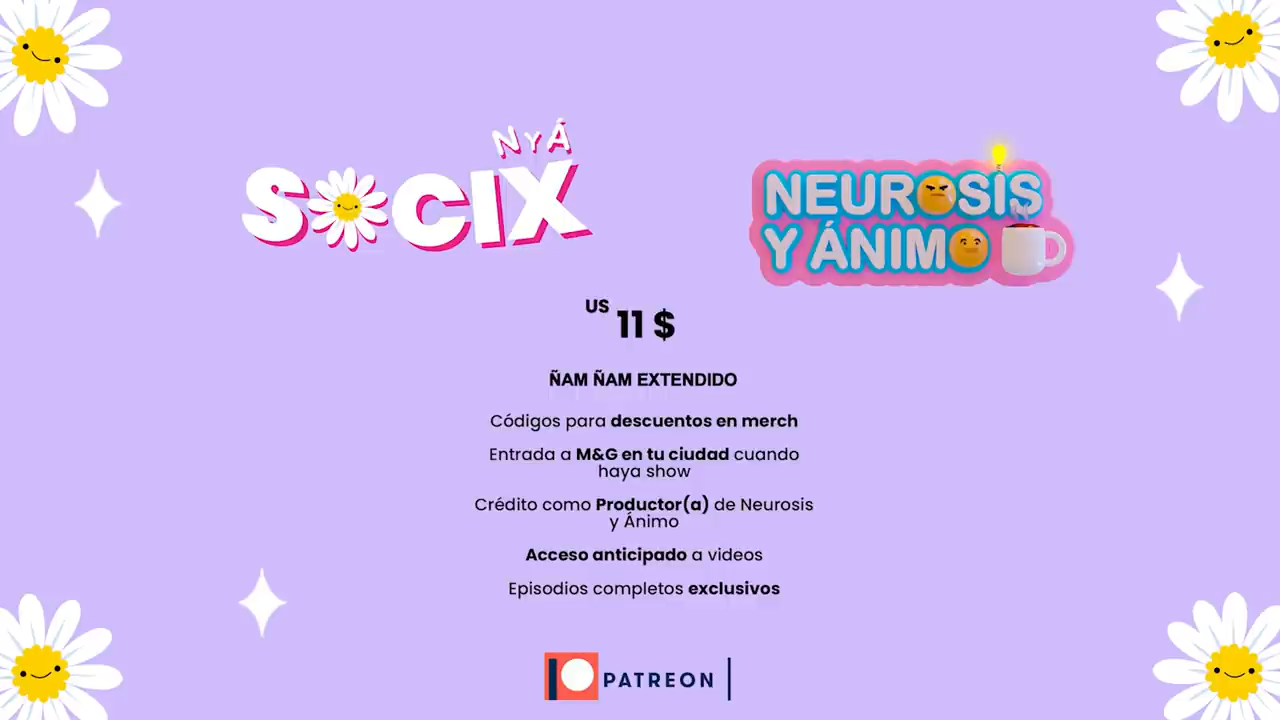 NYÁ
SOCIX
NEUROSIS
Y ÁNIMO
US 11 $
ÑAM ÑAM EXTENDIDO
Códigos para descuentos en merch
Entrada a M&G en tu ciudad cuando
haya show
Crédito como Productor(a) de Neurosis
y Ánimo
Acceso anticipado a videos
Episodios completos exclusivos
PATREON